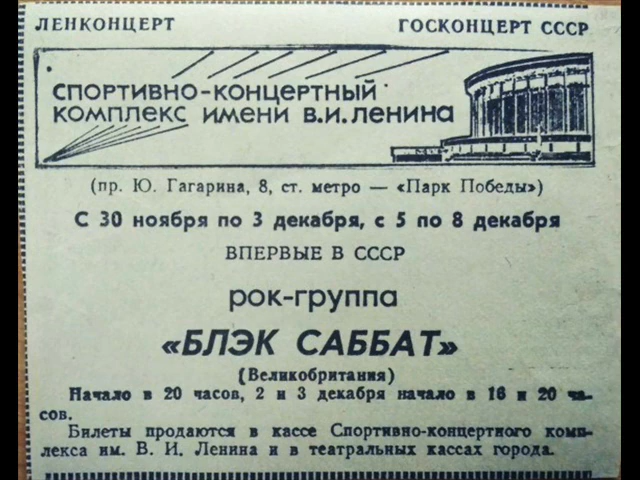 ЛЕНКОНЦЕРТ ГОСКОНЦЕРТ СССР
СПОРТИВНО-КОНЦЕРТНЫЙ
КОМПЛЕКС ИМЕНИ В.И.ЛЕНИНА
(пр. Ю. Гагарина, 8, ст. метро — «Парк Победы»)
С 30 ноября по 3 декабря, с 5 по 8 декабря
ВПЕРВЫЕ В СССР
рок-группа
«БЛЭК САББАТ»
(Великобритания)
Начало в 20 часов, 2 и 3 декабря начало в 16 и 20 ча-
сов.
Билеты продаются в кассе Спортивно-концертного комп-
лекса им. В. И. Ленина и в театральных кассах города.